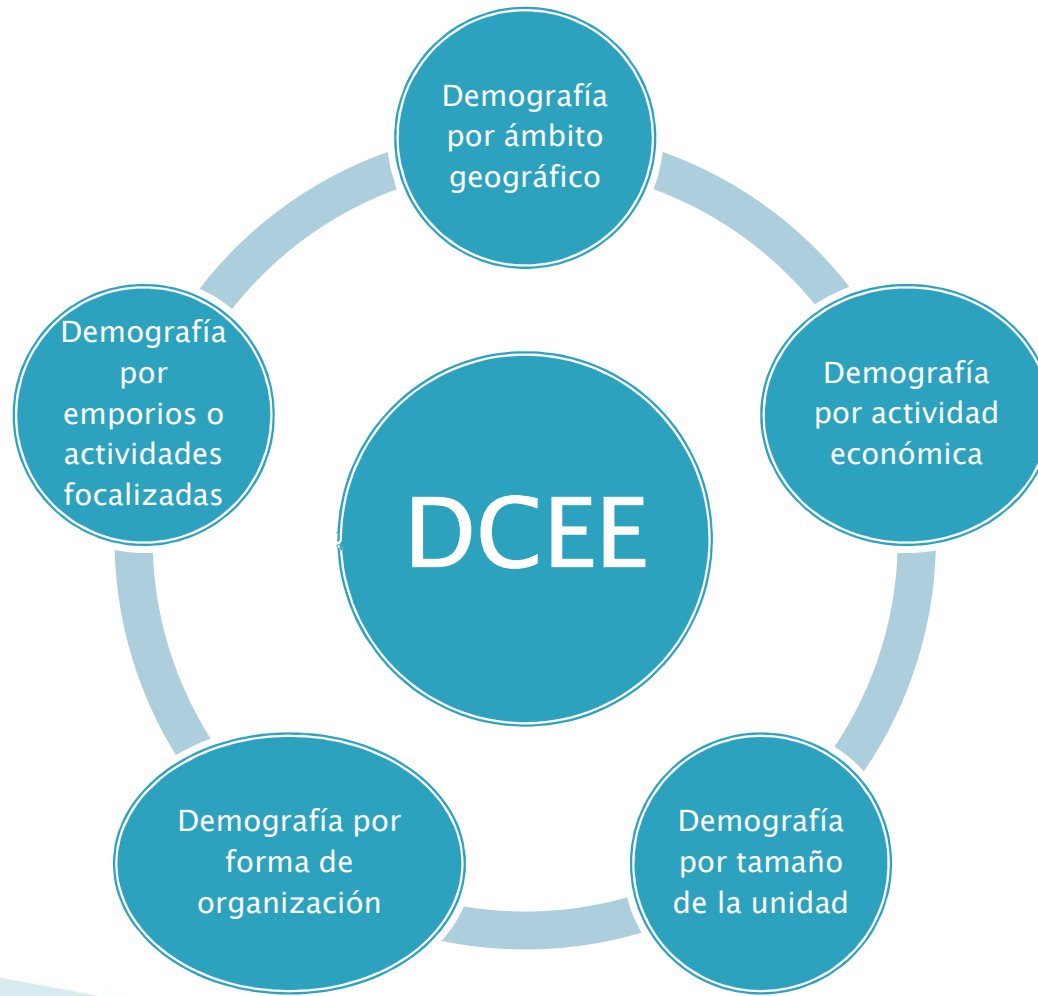 Demografía
por ámbito
geográfico
Demografía
por actividad
económica
Demografía
por tamaño
de la unidad
Demografía por
forma de
organización
Demografía
por
emporios o
actividades
focalizadas
DCEE